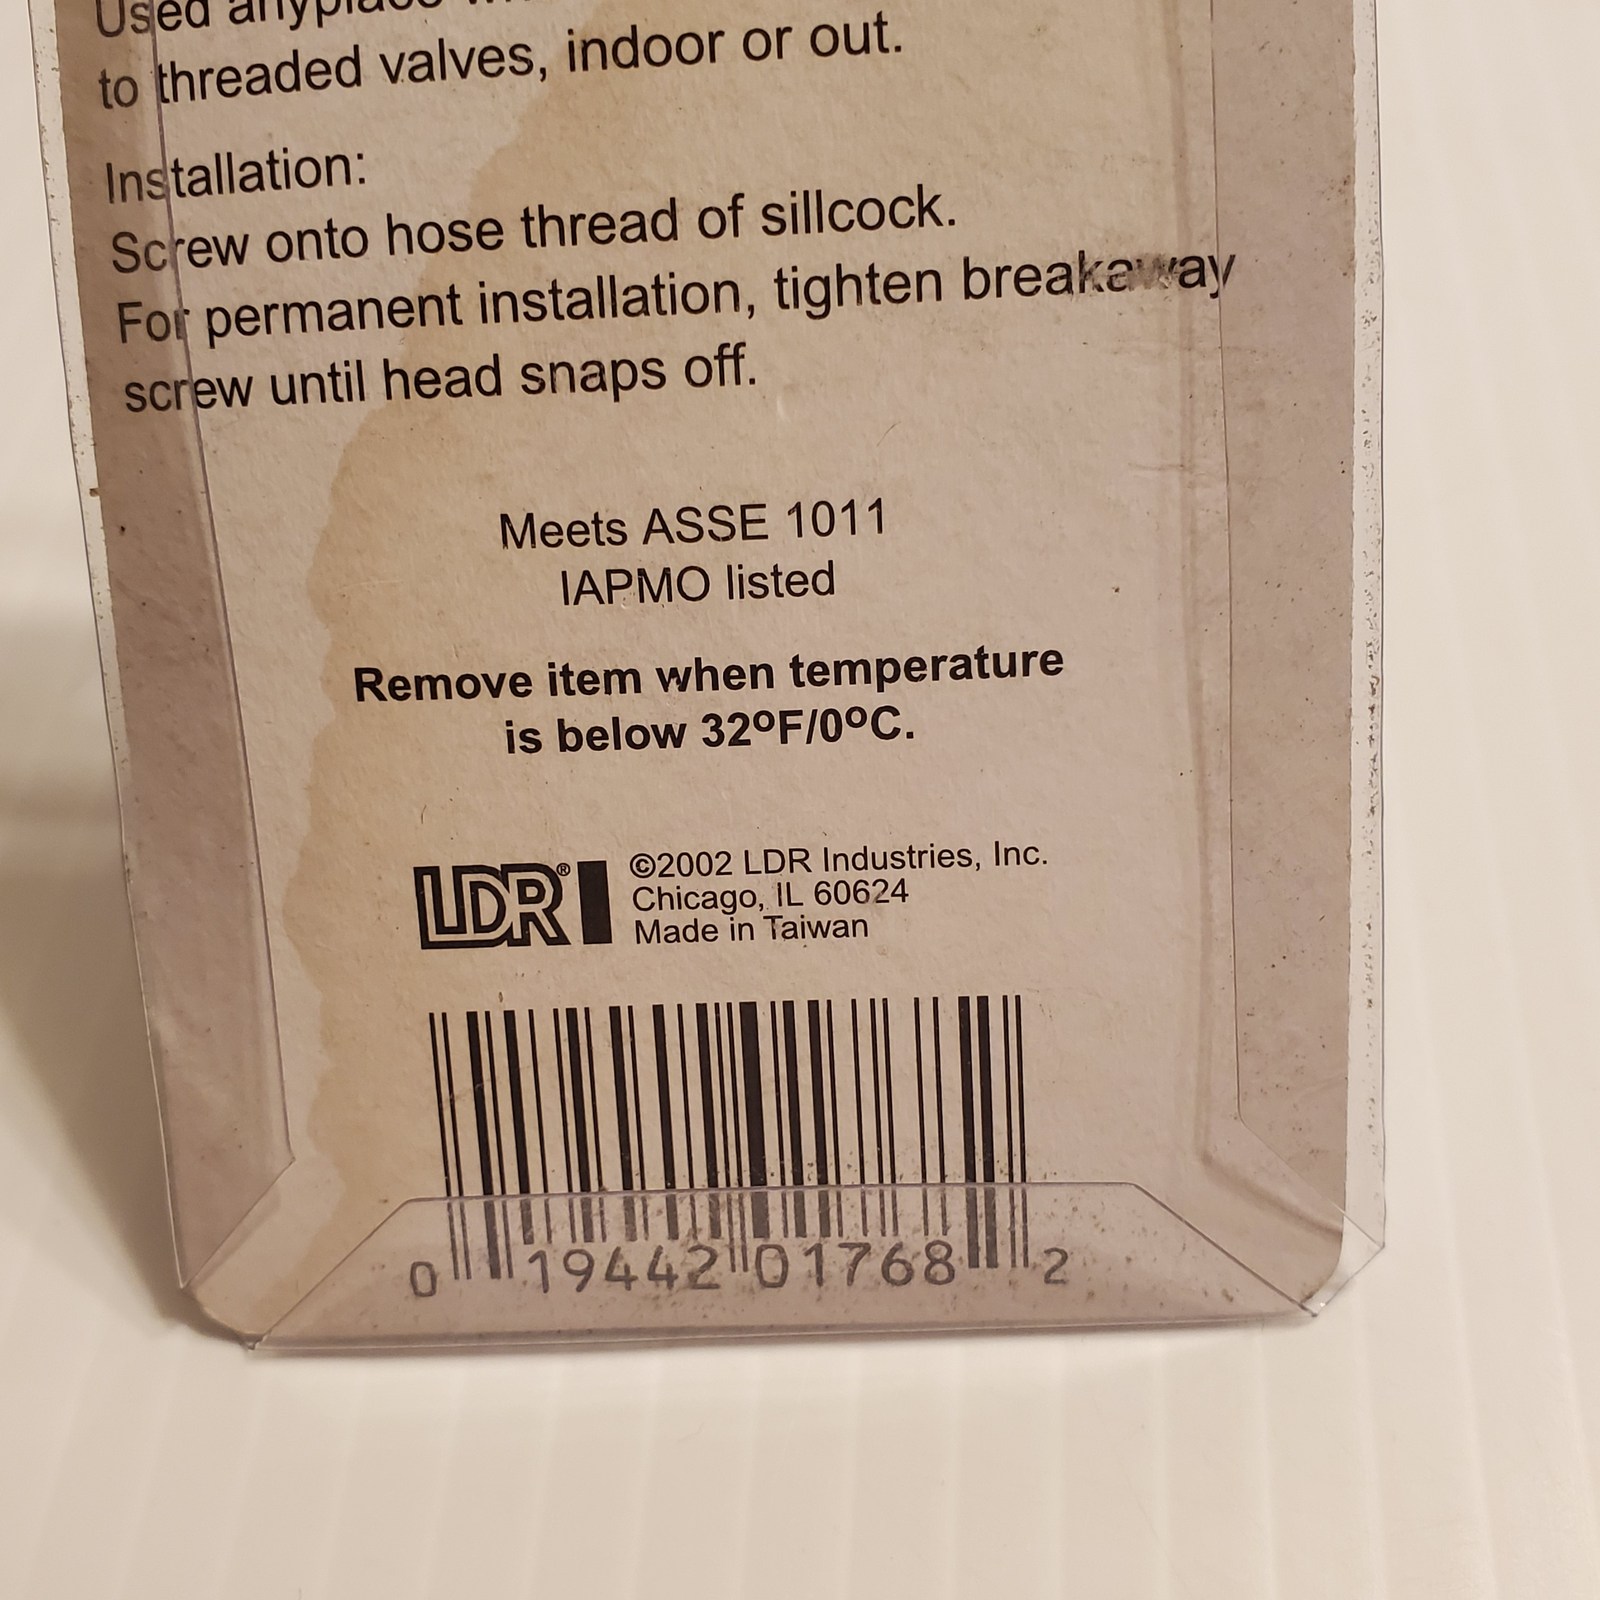 Used anyplace
to threaded valves, indoor or out.
Installation:
Screw onto hose thread of sillcock.
For permanent installation, tighten breakaway
screw until head snaps off.
Meets ASSE 1011
IAPMO listed
Remove item when temperature
is below 32ºF/0ºC.
LDR®
©2002 LDR Industries, Inc.
Chicago, IL 60624
Made in Taiwan
0 19442 01768 2